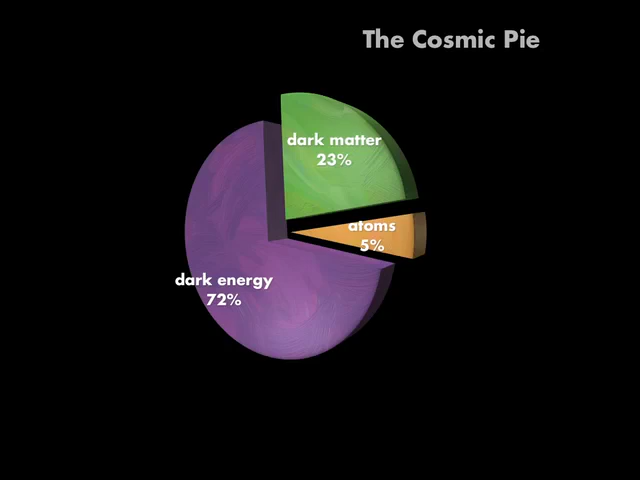 The Cosmic Pie
dark matter
23%
atoms
5%
dark energy
72%